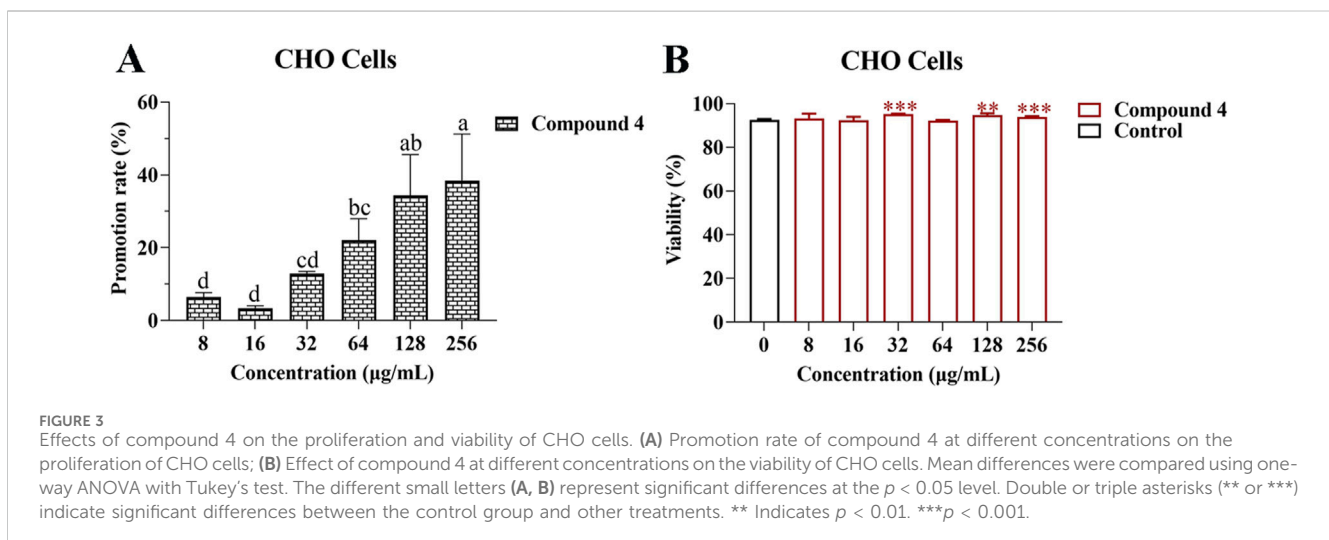 A
CHO Cells
Promotion rate (%)
60
40
20
0
d
d
cd
bc
ab
a
Compound 4
8 16 32 64 128 256
Concentration (μg/mL)
B
CHO Cells
Viability (%)
100
80
60
40
20
0
***
**
***
Compound 4
Control
0 8 16 32 64 128 256
Concentration (μg/mL)
FIGURE 3
Effects of compound 4 on the proliferation and viability of CHO cells. (A) Promotion rate of compound 4 at different concentrations on the
proliferation of CHO cells; (B) Effect of compound 4 at different concentrations on the viability of CHO cells. Mean differences were compared using one-
way ANOVA with Tukey's test. The different small letters (A, B) represent significant differences at the p < 0.05 level. Double or triple asterisks (** or ***)
indicate significant differences between the control group and other treatments. ** Indicates p < 0.01. ***p < 0.001.